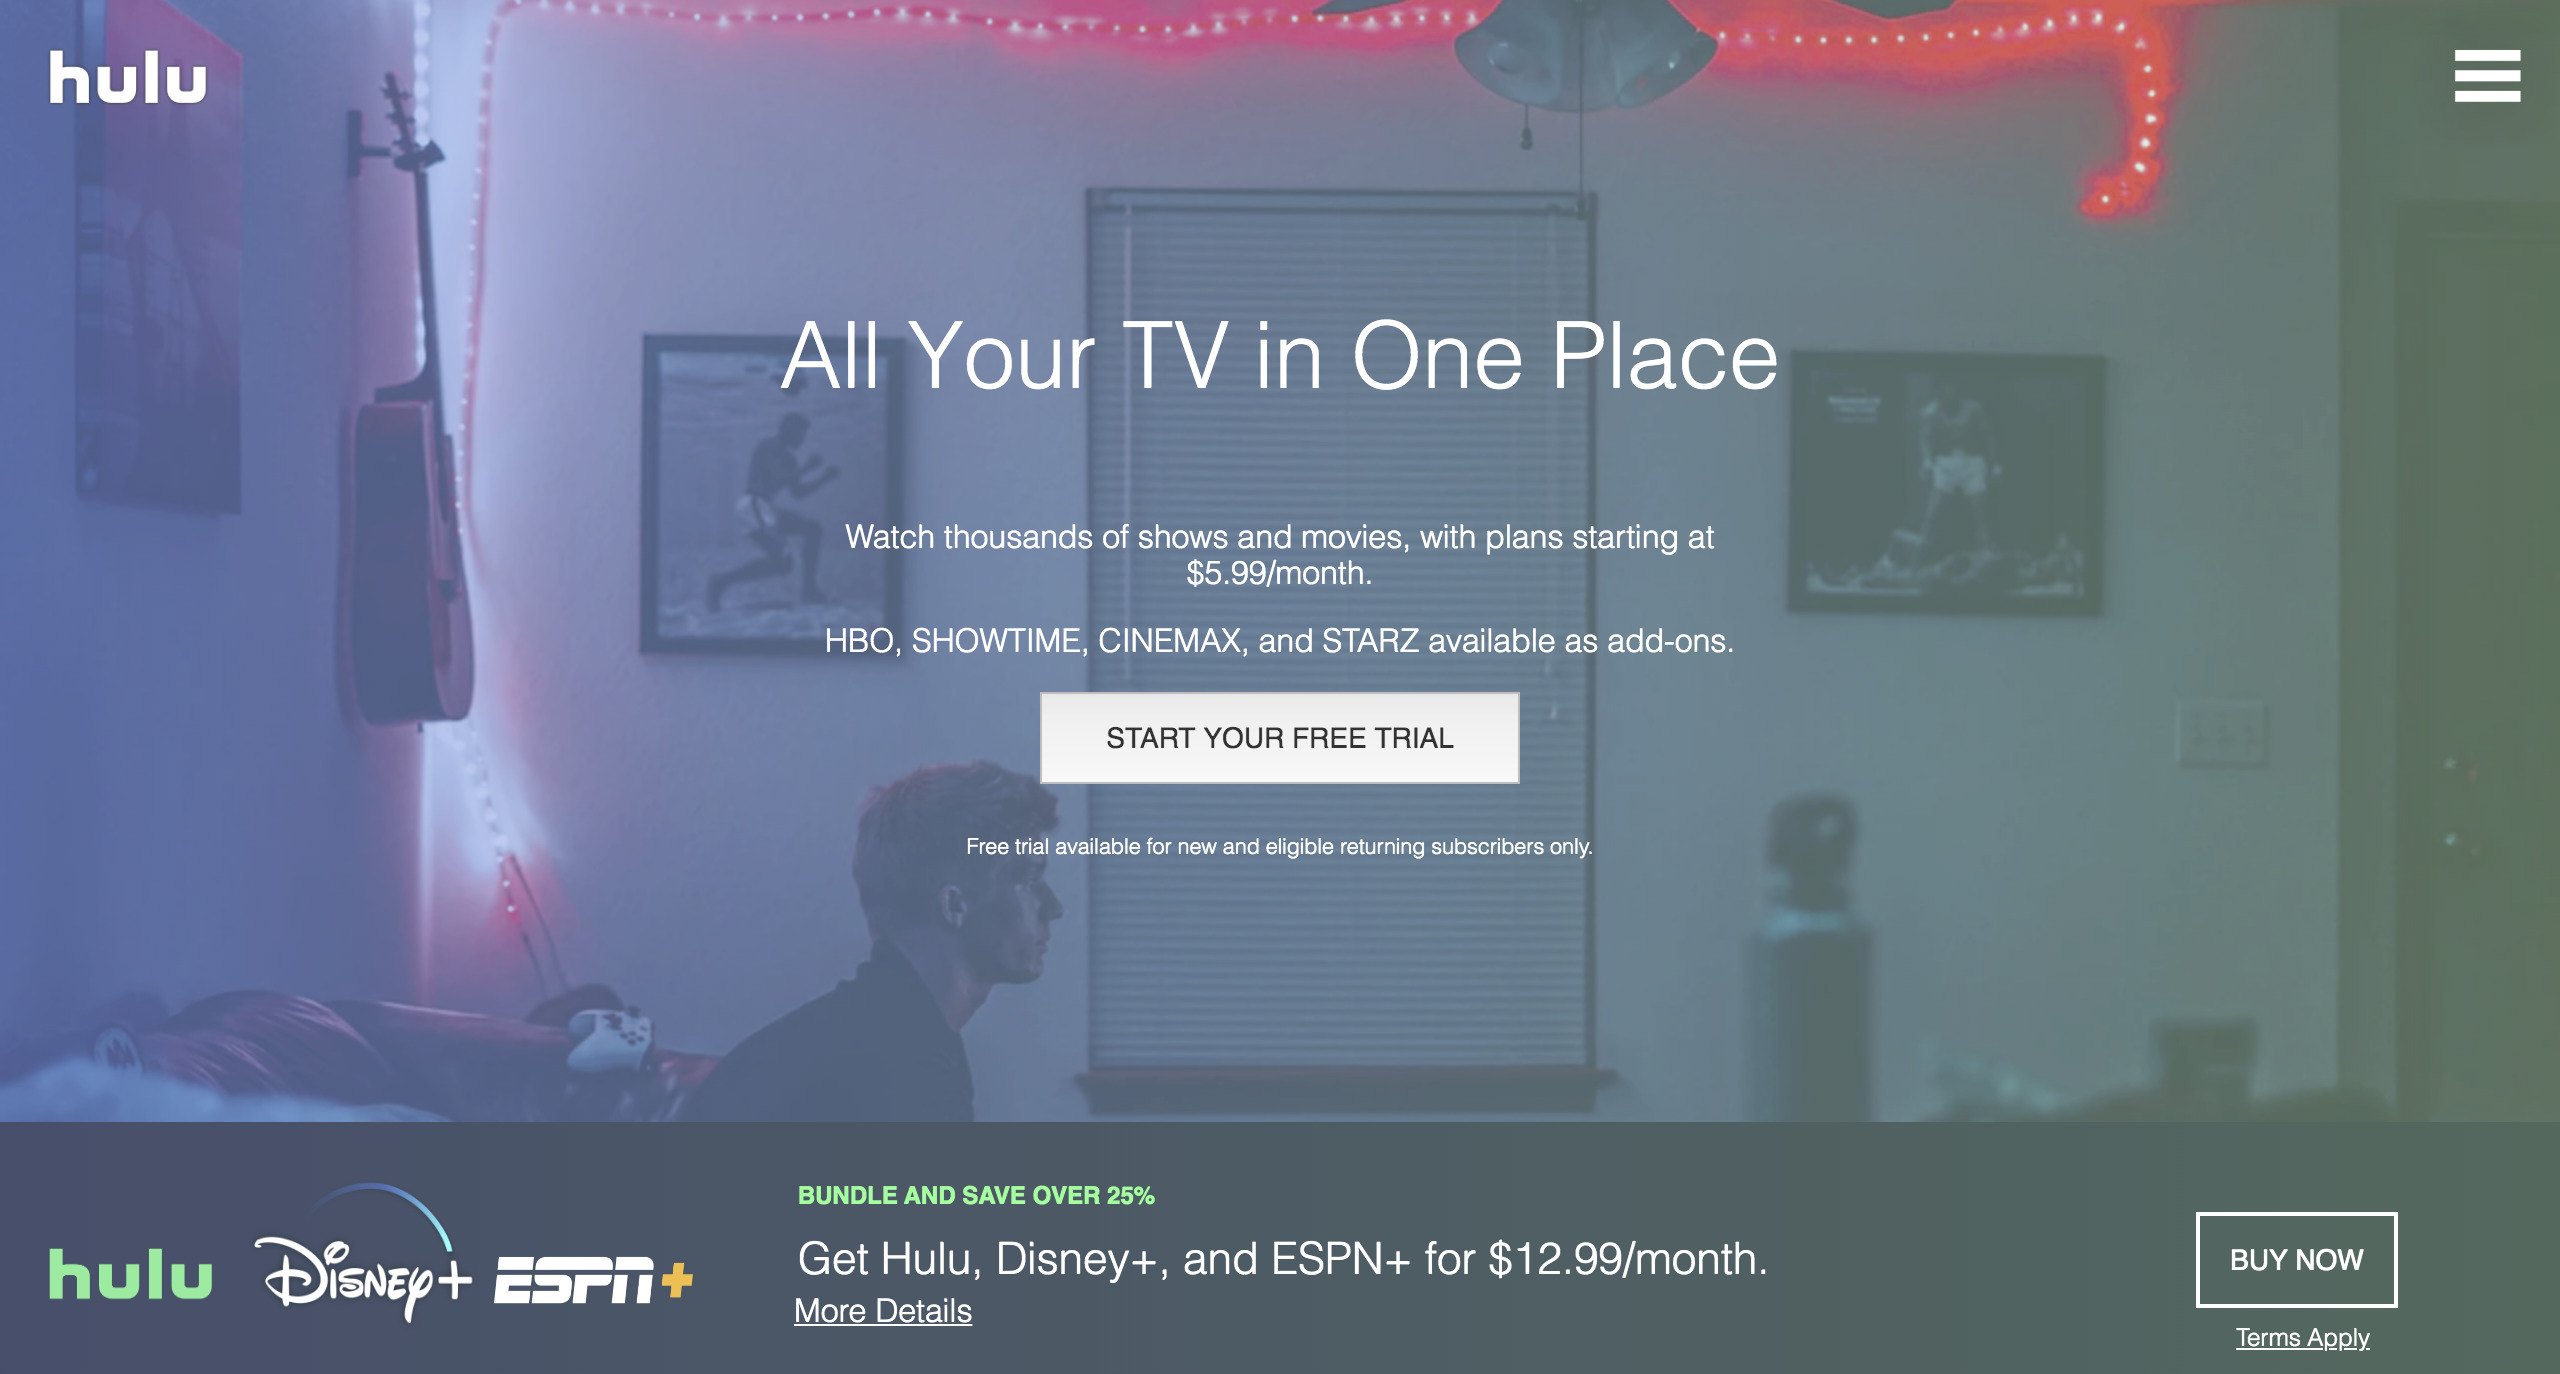 hulu
All Your TV in One Place
Watch thousands of shows and movies, with plans starting at
$5.99/month.
HBO, SHOWTIME, CINEMAX, and STARZ available as add-ons.
START YOUR FREE TRIAL
Free trial available for new and eligible returning subscribers only.
hulu
Disney+
ESPN+
BUNDLE AND SAVE OVER 25%
Get Hulu, Disney+, and ESPN+ for $12.99/month.
More Details
BUY NOW
Terms Apply